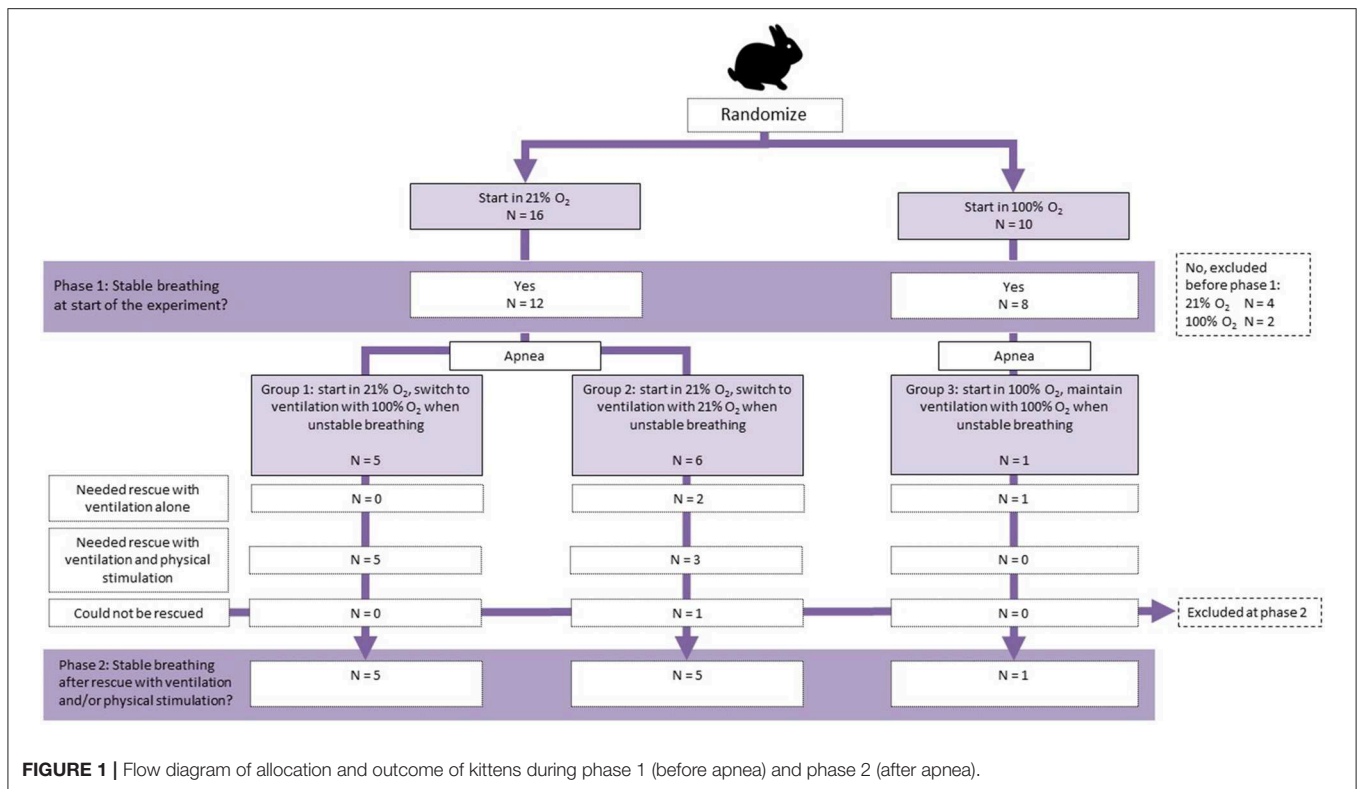 Randomize
Start in 21% O₂
N = 16
Start in 100% O₂
N = 10
Phase 1: Stable breathing
at start of the experiment?
Yes
N = 12
Yes
N = 8
No, excluded
before phase 1:
21% O₂ N = 4
100% O₂ N = 2
Apnea
Apnea
Group 1: start in 21% O₂, switch to
ventilation with 100% O₂ when
unstable breathing
N = 5
Group 2: start in 21% O₂, switch to
ventilation with 21% O₂ when
unstable breathing
N = 6
Group 3: start in 100% O₂, maintain
ventilation with 100% O₂ when
unstable breathing
N = 1
Needed rescue with
ventilation alone
N = 0
N = 2
N = 1
Needed rescue with
ventilation and physical
stimulation
N = 5
N = 3
N = 0
Could not be rescued
N = 0
N = 1
N = 0
Excluded at phase 2
Phase 2: Stable breathing
after rescue with ventilation
and/or physical stimulation?
N = 5
N = 5
N = 1
FIGURE 1 | Flow diagram of allocation and outcome of kittens during phase 1 (before apnea) and phase 2 (after apnea).